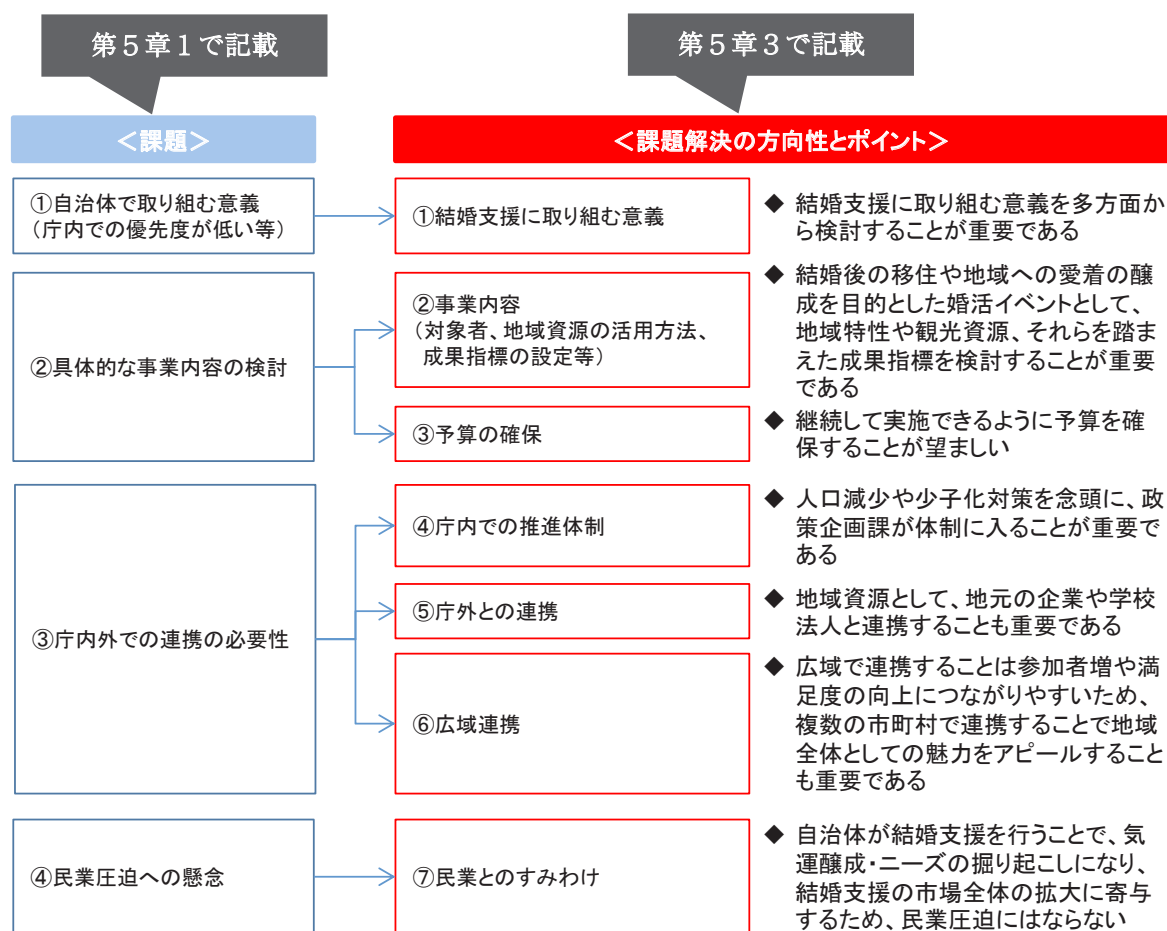 第５章１で記載
第５章３で記載
＜課題＞
＜課題解決の方向性とポイント＞
①自治体で取り組む意義
（庁内での優先度が低い等）
①結婚支援に取り組む意義
◆ 結婚支援に取り組む意義を多方面か
ら検討することが重要である
②具体的な事業内容の検討
②事業内容
（対象者、地域資源の活用方法、
成果指標の設定等）
◆ 結婚後の移住や地域への愛着の醸
成を目的とした婚活イベントとして、
地域特性や観光資源、それらを踏ま
えた成果指標を検討することが重要
である
③予算の確保
◆ 継続して実施できるように予算を確
保することが望ましい
③庁内外での連携の必要性
④庁内での推進体制
◆ 人口減少や少子化対策を念頭に、政
策企画課が体制に入ることが重要で
ある
⑤庁外との連携
◆ 地域資源として、地元の企業や学校
法人と連携することも重要である
⑥広域連携
◆ 広域で連携することは参加者増や満
足度の向上につながりやすいため、
複数の市町村で連携することで地域
全体としての魅力をアピールすること
も重要である
④民業圧迫への懸念
⑦民業とのすみわけ
◆ 自治体が結婚支援を行うことで、気
運醸成・ニーズの掘り起こしになり、
結婚支援の市場全体の拡大に寄与
するため、民業圧迫にはならない